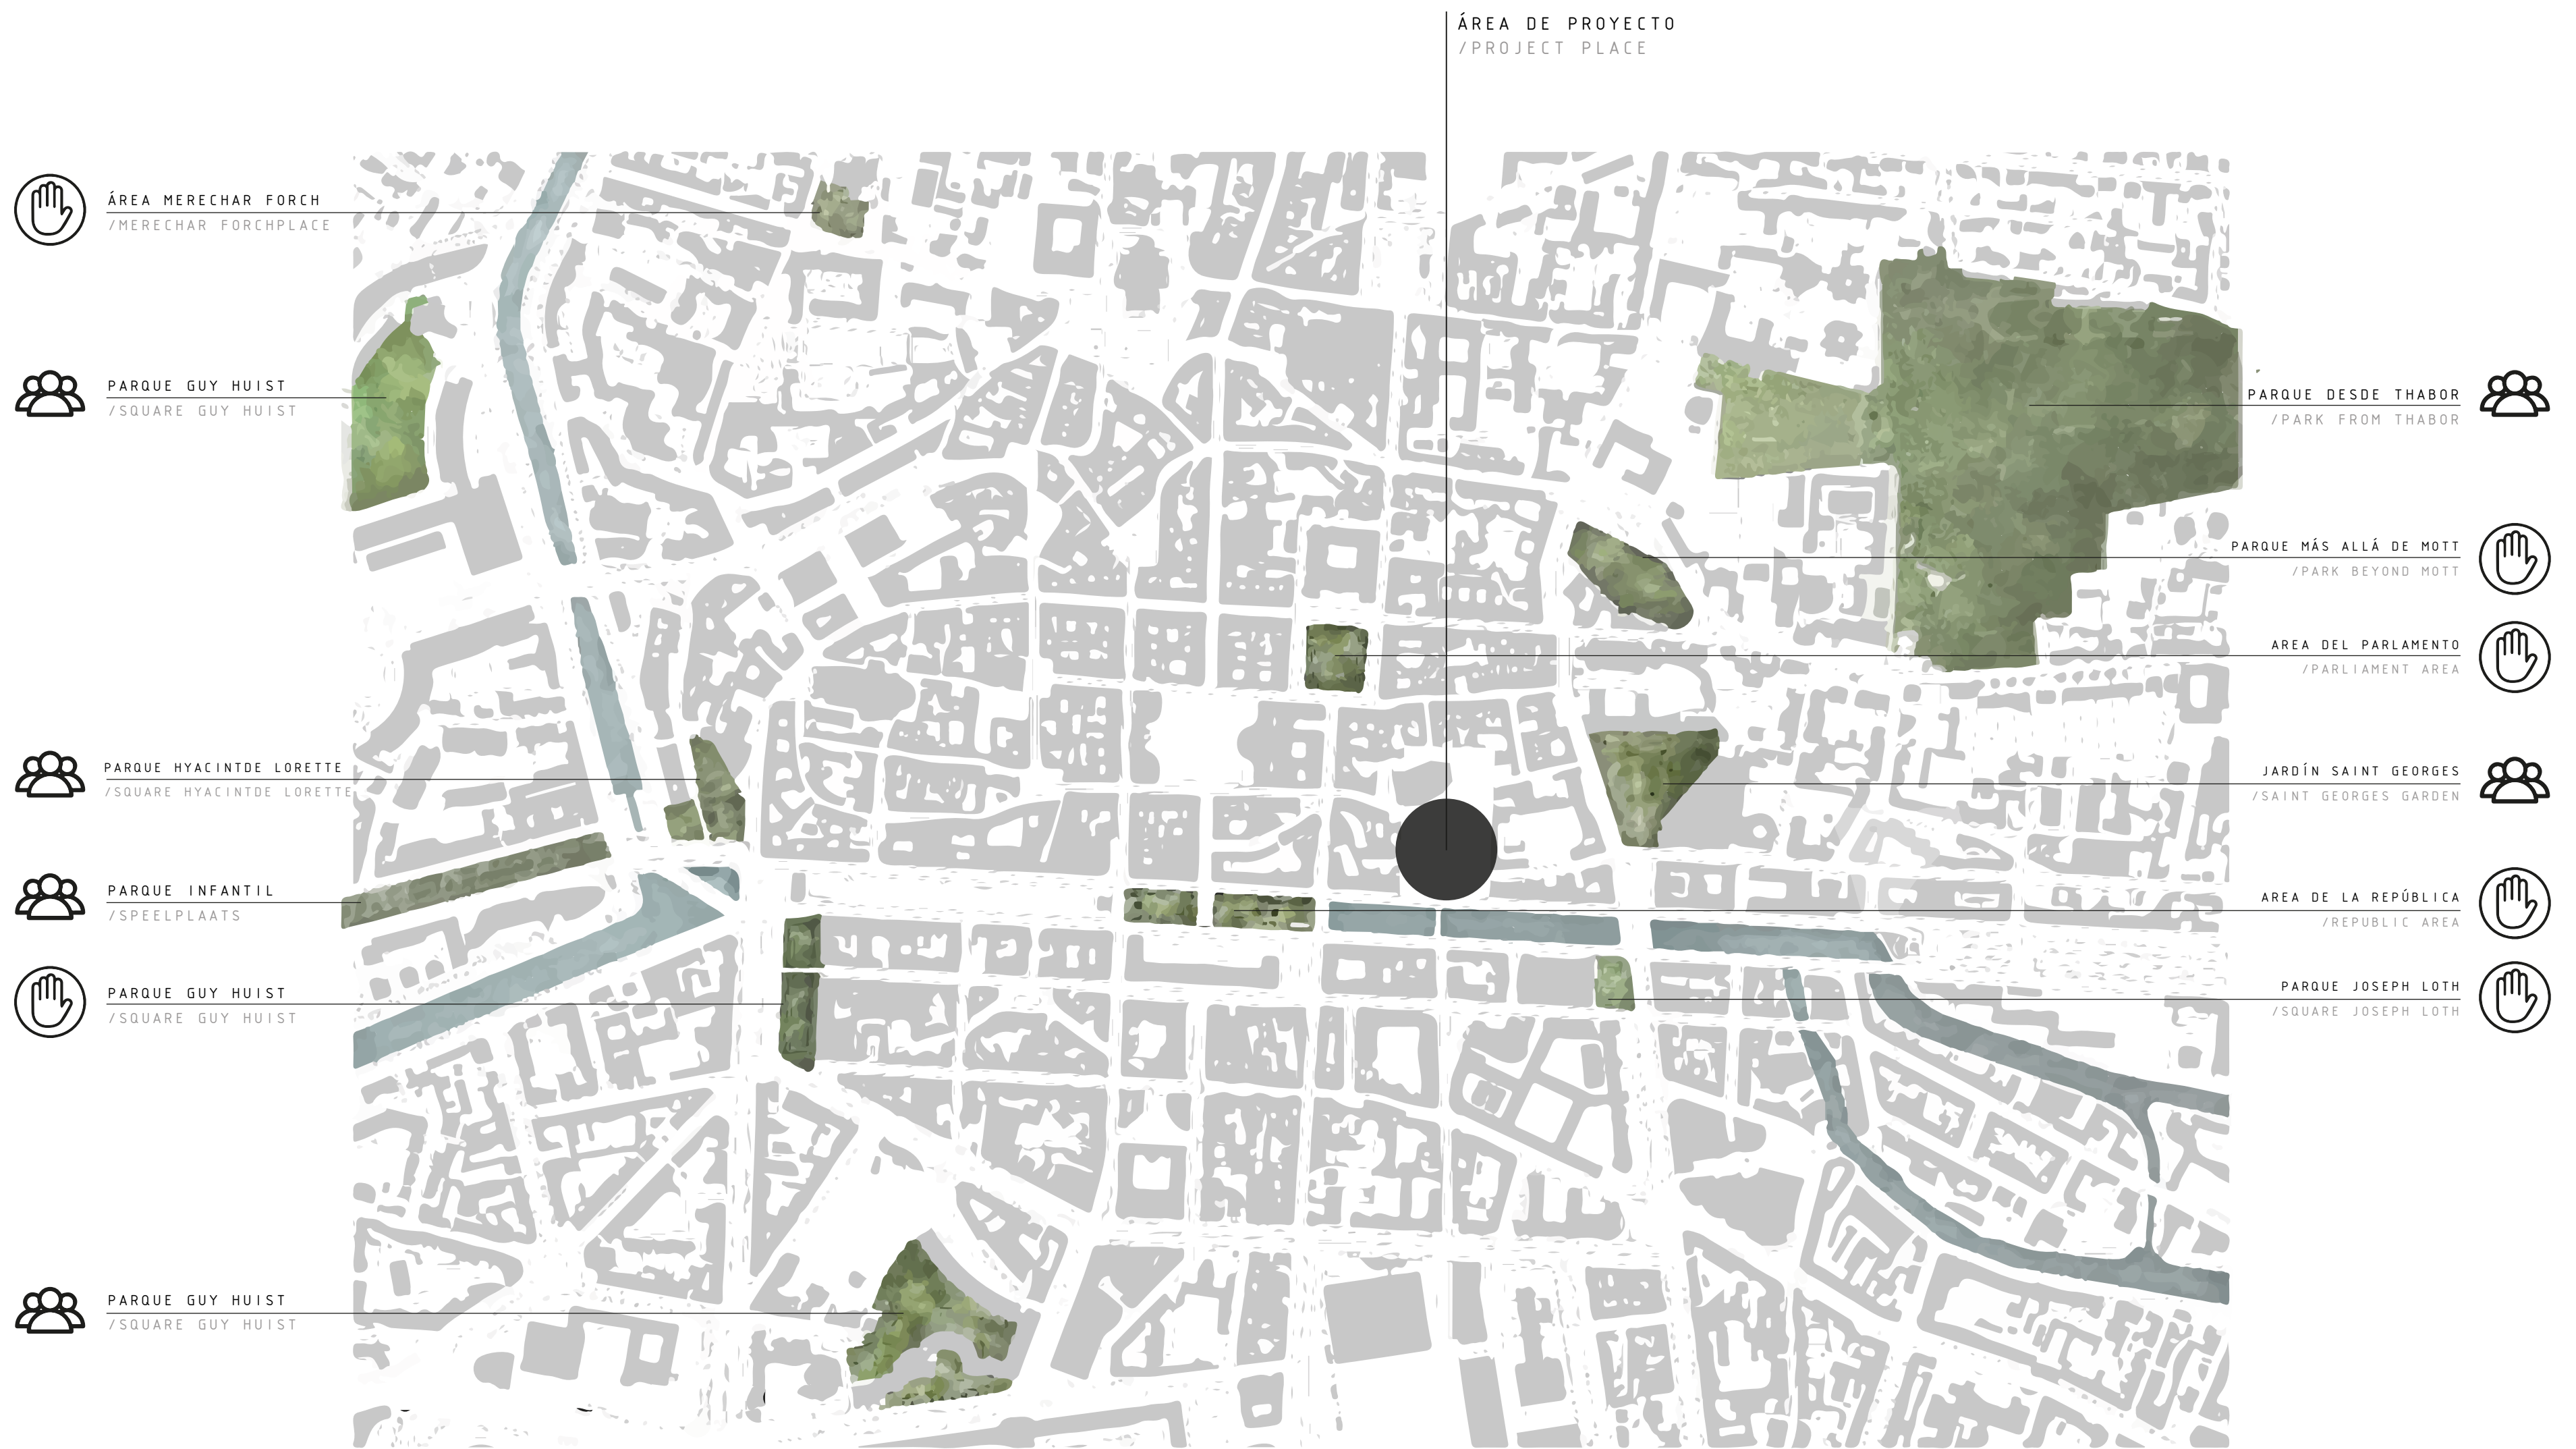 ÁREA DE PROYECTO
/PROJECT PLACE
ÁREA MERECHAR FORCH
/MERECHAR FORCHPLACE
PARQUE GUY HUIST
/SQUARE GUY HUIST
PARQUE HYACINTDE LORETTE
/SQUARE HYACINTDE LORETTE
PARQUE INFANTIL
/SPEELPLAATS
PARQUE GUY HUIST
/SQUARE GUY HUIST
PARQUE GUY HUIST
/SQUARE GUY HUIST
PARQUE DESDE THABOR
/PARK FROM THABOR
PARQUE MÁS ALLÁ DE MOTT
/PARK BEYOND MOTT
AREA DEL PARLAMENTO
/PARLIAMENT AREA
JARDÍN SAINT GEORGES
/SAINT GEORGES GARDEN
AREA DE LA REPÚBLICA
/REPUBLIC AREA
PARQUE JOSEPH LOTH
/SQUARE JOSEPH LOTH